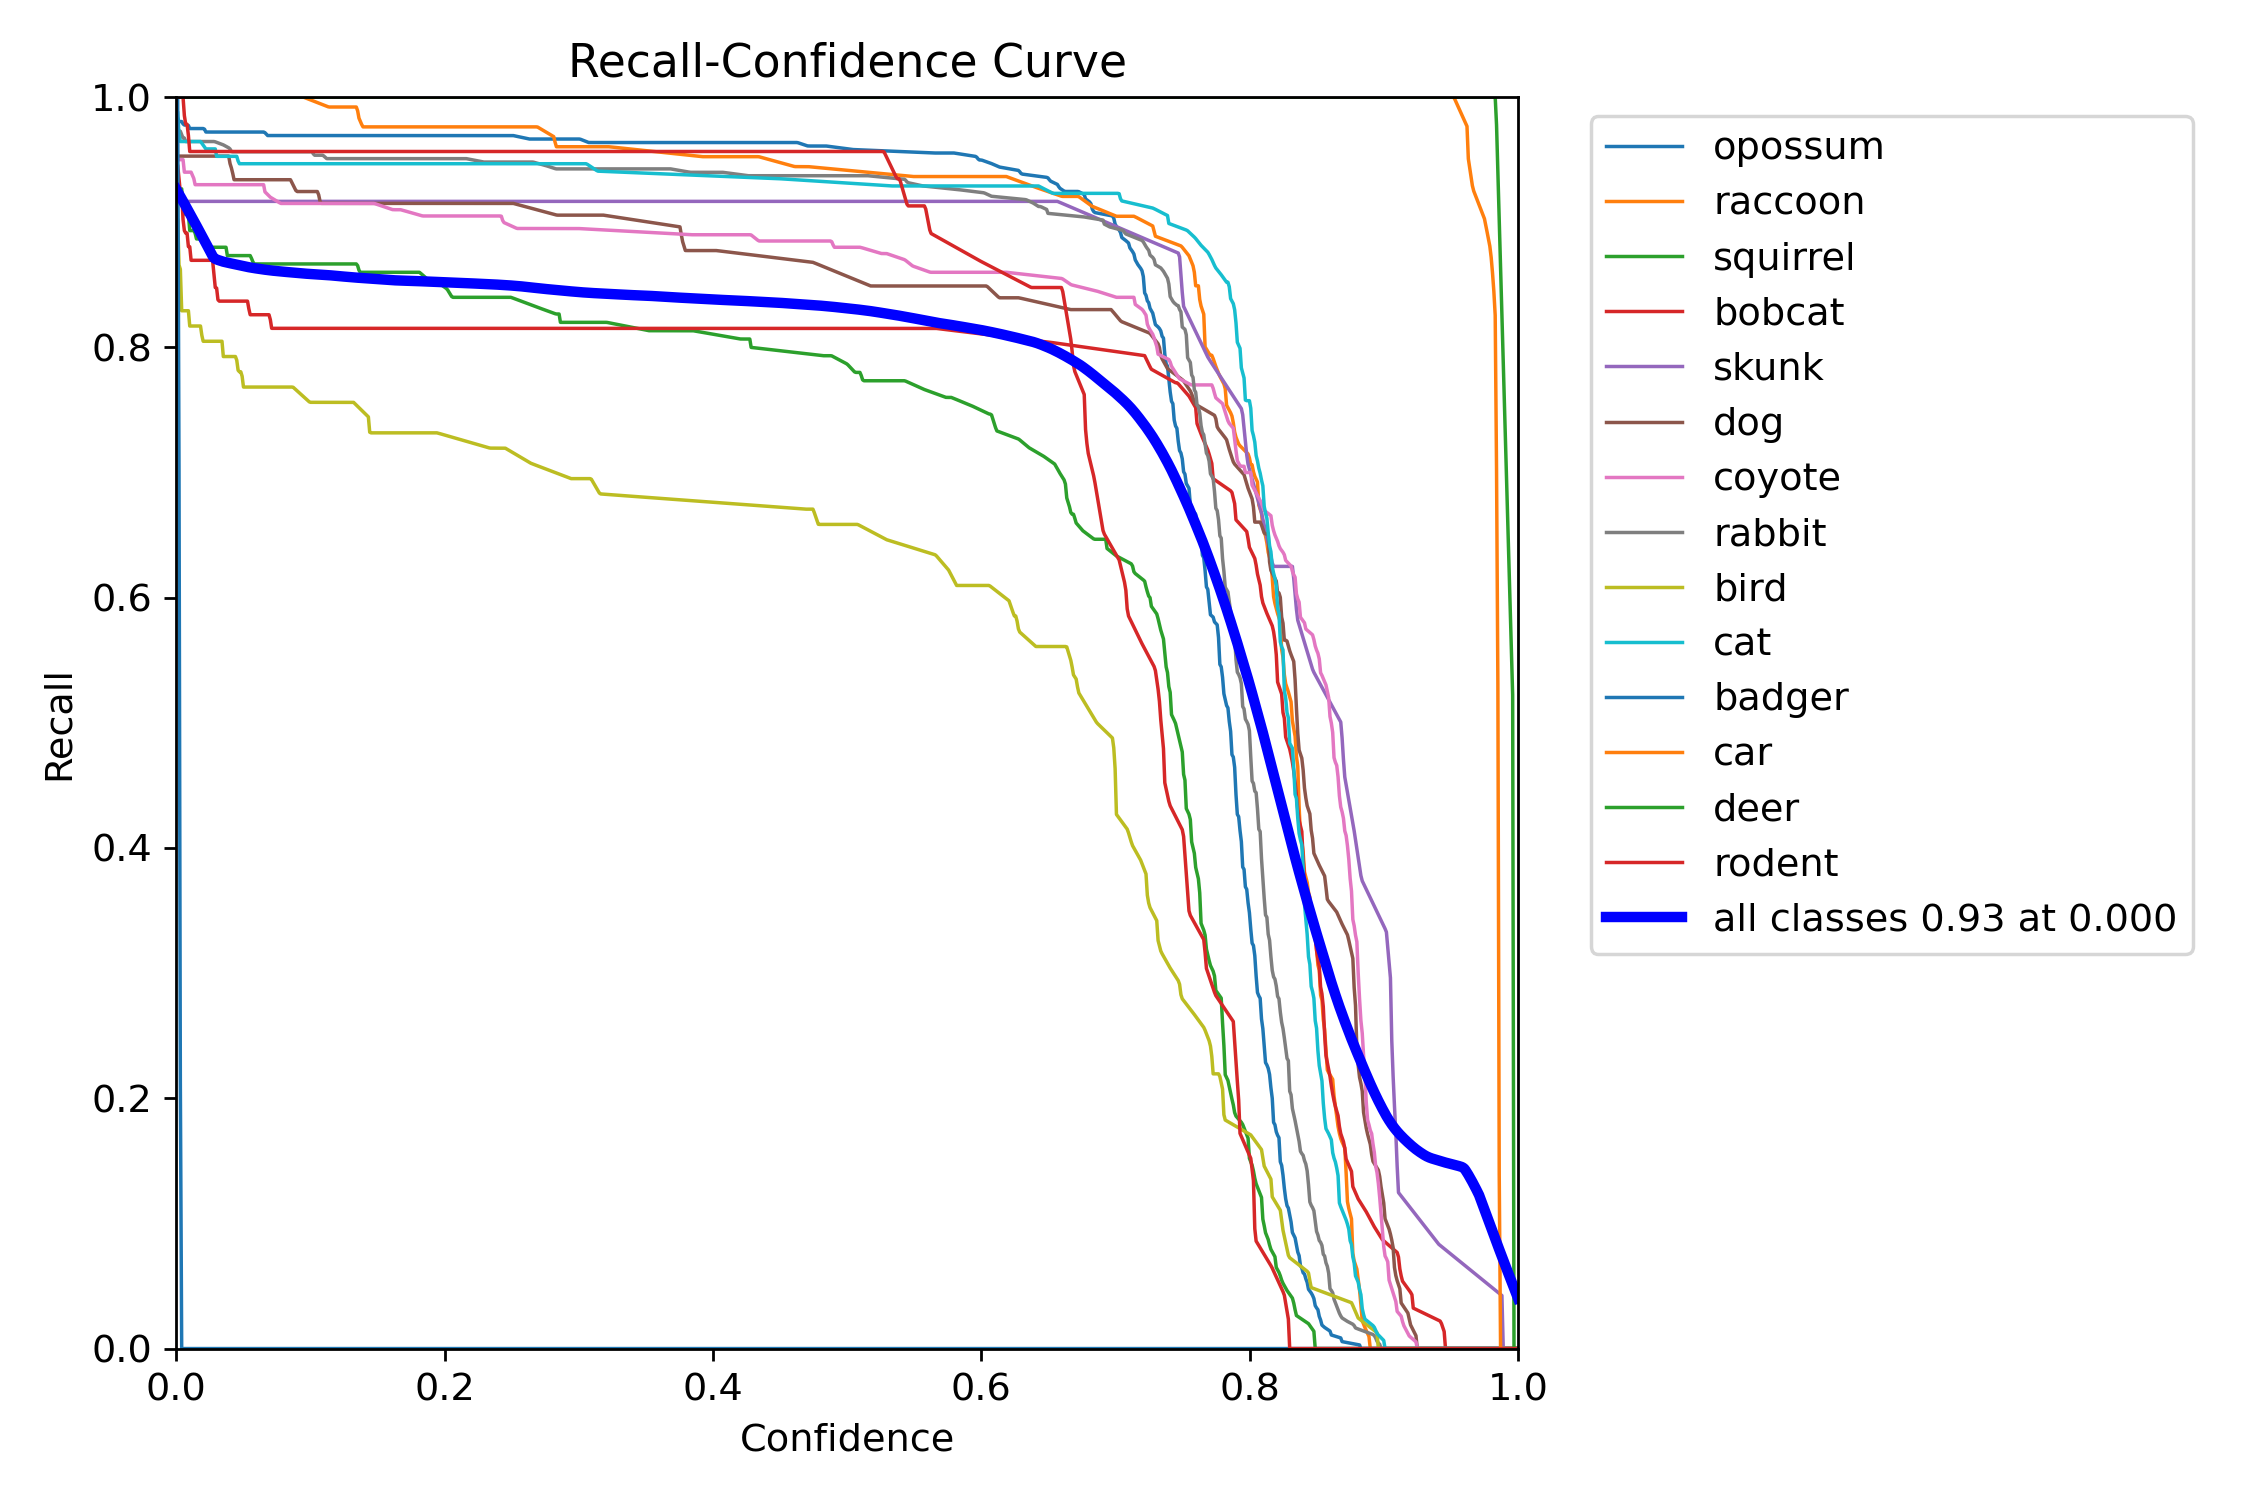 Recall-Confidence Curve
1.0
0.8
0.6
0.4
0.2
0.0
Recall
0.0 0.2 0.4 0.6 0.8 1.0
Confidence
opossum
raccoon
squirrel
bobcat
skunk
dog
coyote
rabbit
bird
cat
badger
car
deer
rodent
all classes 0.93 at 0.000